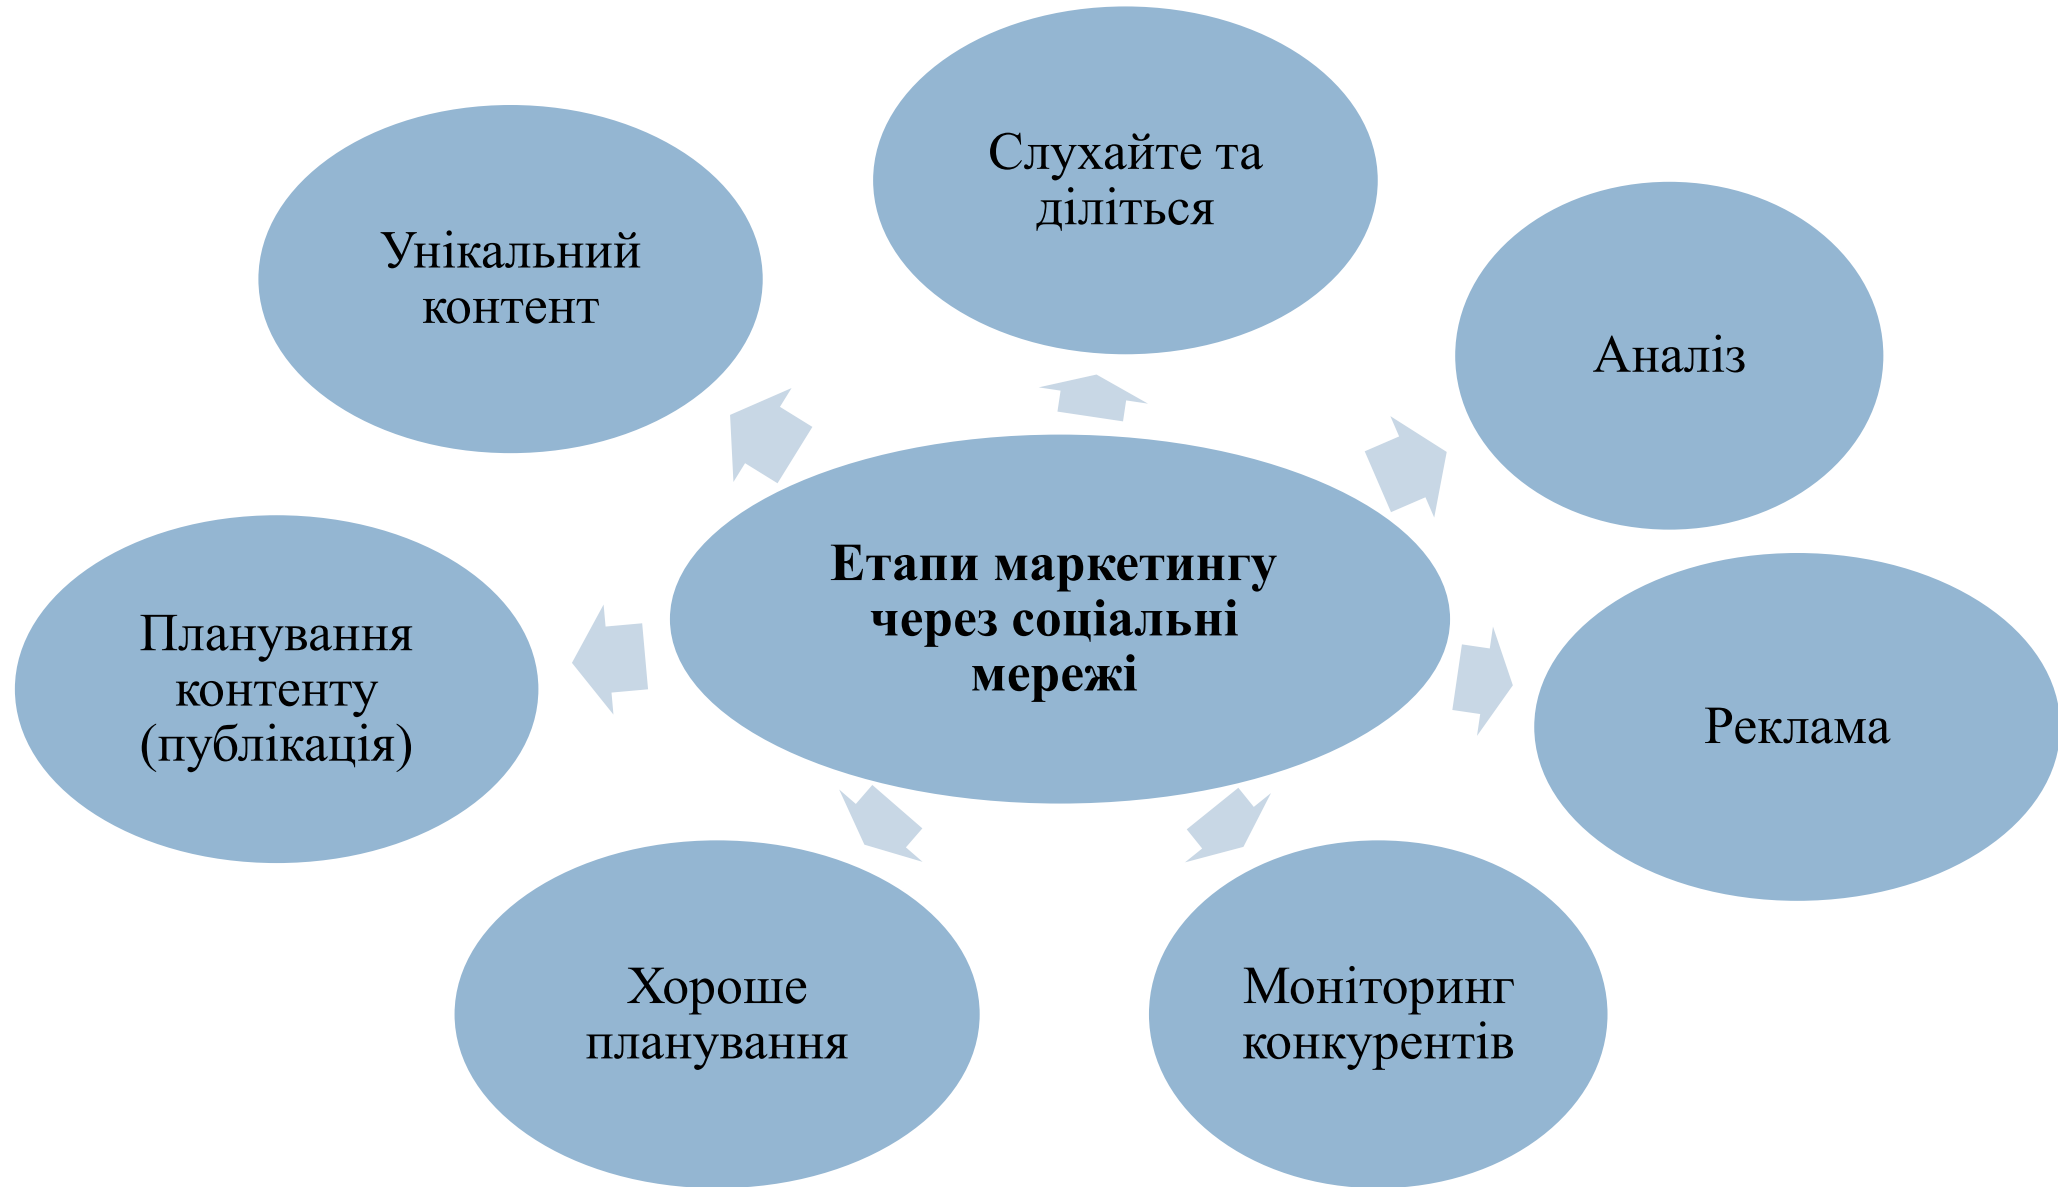 Слухайте та
діліться
Унікальний
контент
Аналіз
Етапи маркетингу
через соціальні
мережі
Планування
контенту
(публікація)
Реклама
Хороше
планування
Моніторинг
конкурентів